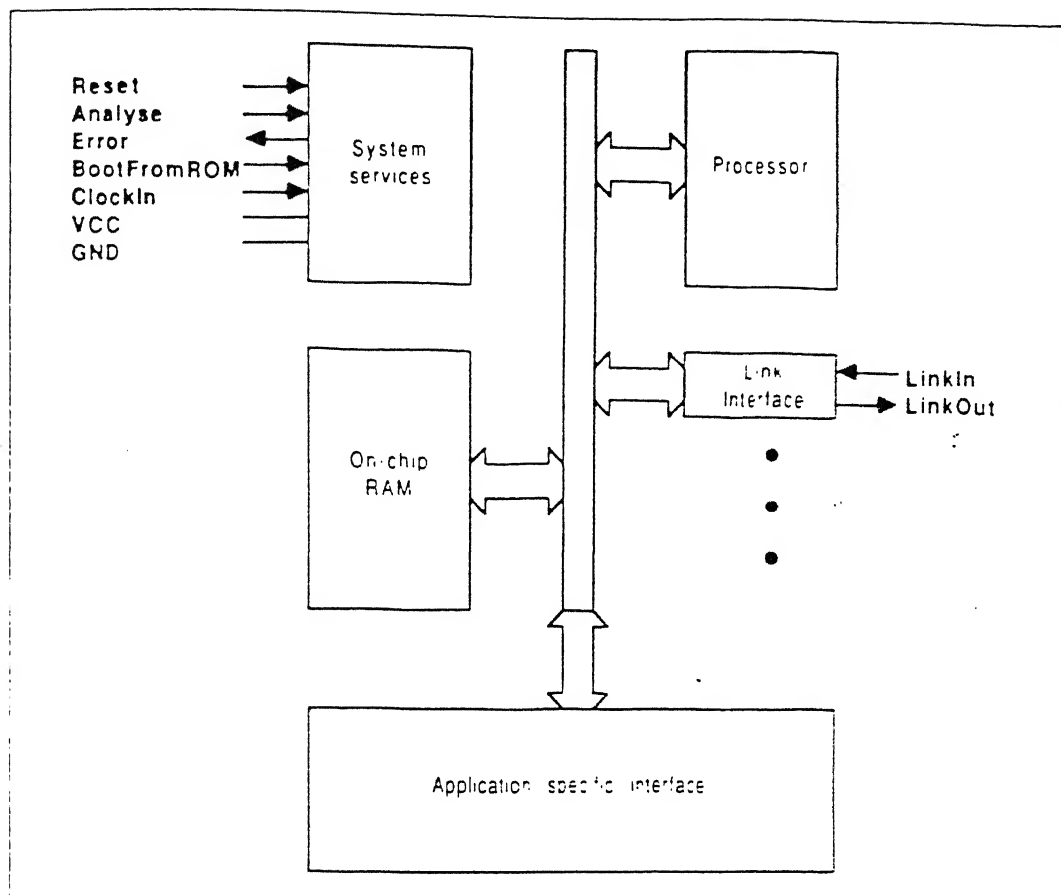 Reset
Analyse
Error
BootFromROM
ClockIn
VCC
GND
System
services
Processor
Link
Interface
LinkIn
LinkOut
On-chip
RAM
Application specific interface